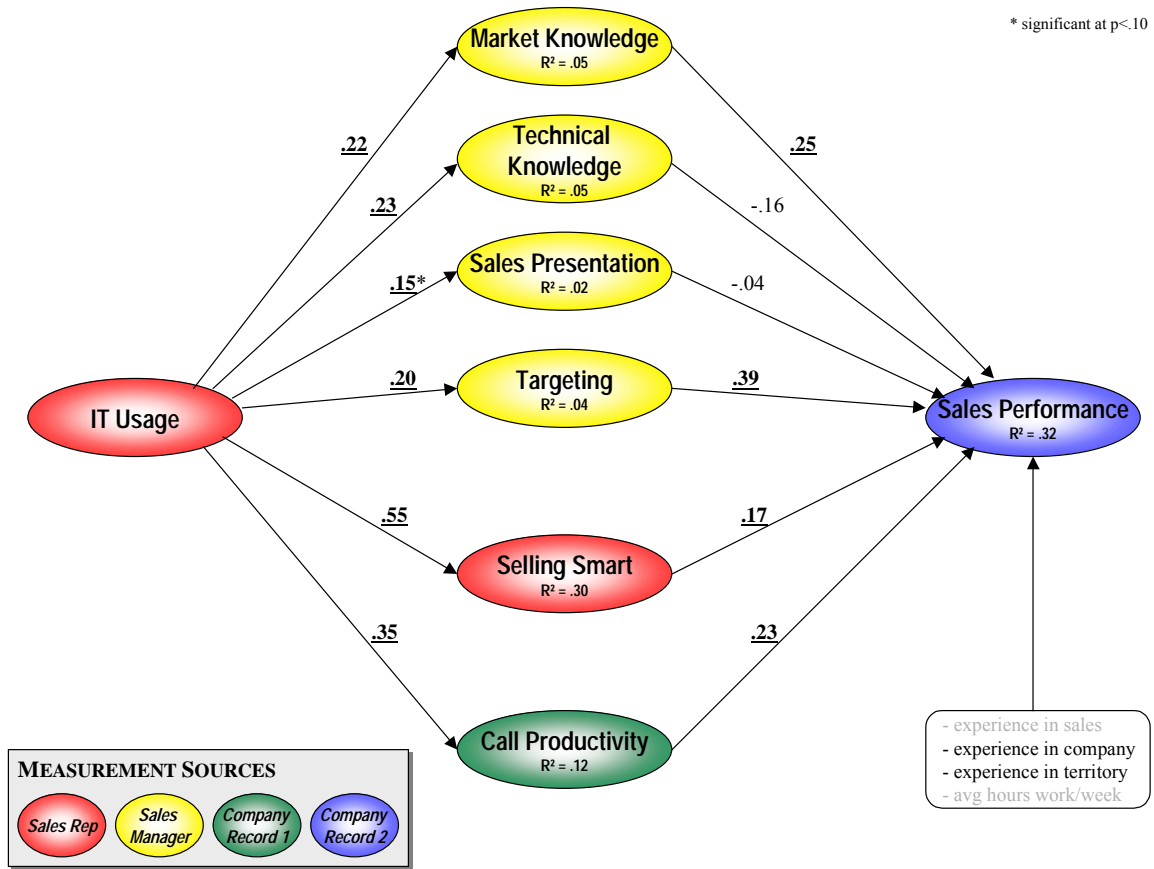 * significant at p<.10
Market Knowledge
R² = .05
.22
.25
Technical
Knowledge
R² = .05
.23
-.16
Sales Presentation
R² = .02
.15*
-.04
Targeting
R² = .04
.20
.39
IT Usage
Sales Performance
R² = .32
.55
.17
Selling Smart
R² = .30
.35
.23
Call Productivity
R² = .12
- experience in sales
- experience in company
- experience in territory
- avg hours work/week
MEASUREMENT SOURCES
Sales Rep
Sales
Manager
Company
Record 1
Company
Record 2